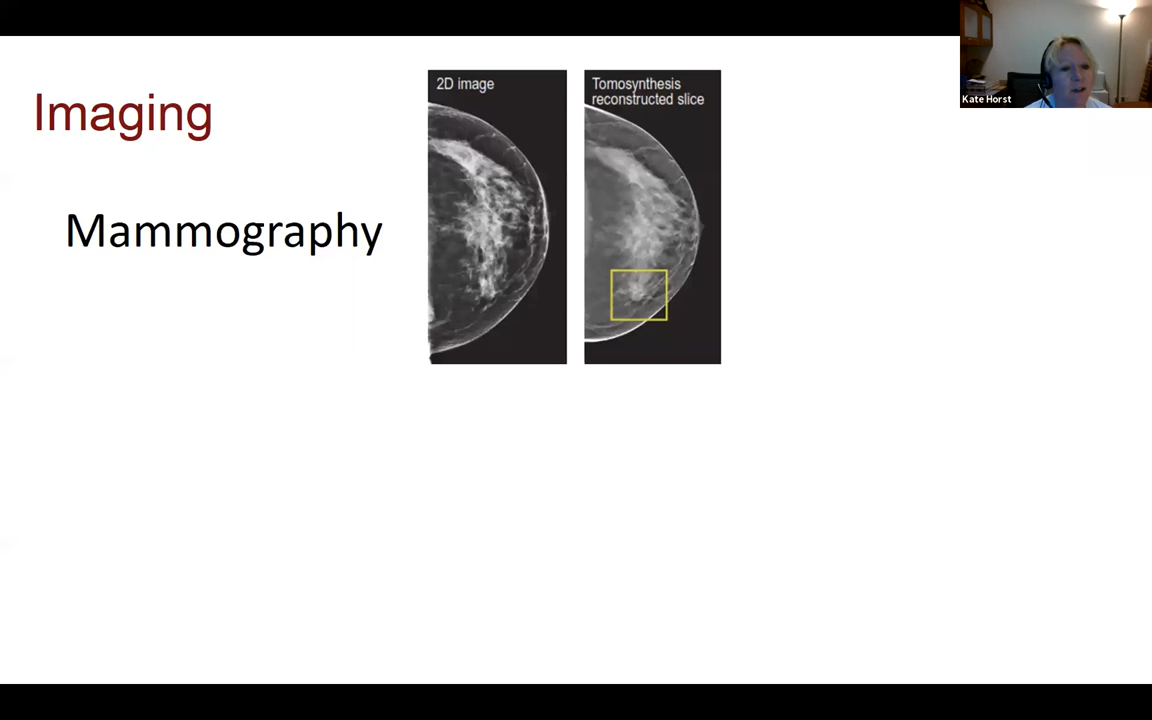 Imaging
Mammography
2D image
Tomosynthesis
reconstructed slice
Kate Horst